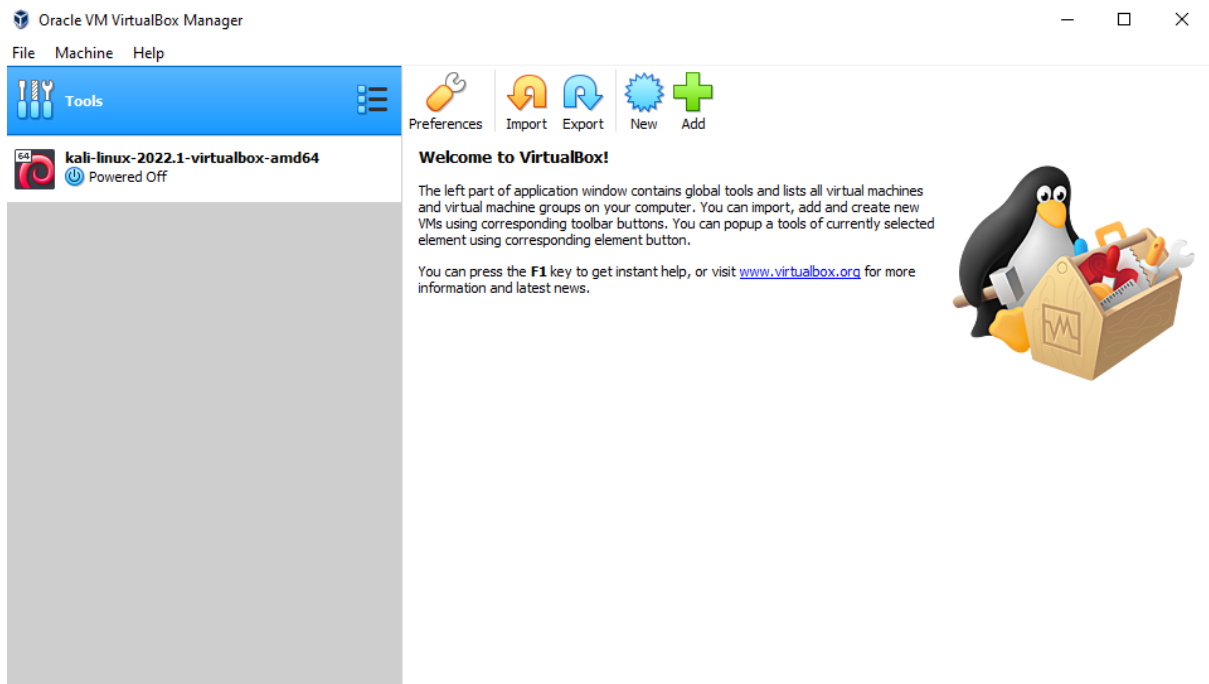 Oracle VM VirtualBox Manager
File Machine Help
Tools
64
kali-linux-2022.1-virtualbox-amd64
Powered Off
Preferences Import Export New Add
Welcome to VirtualBox!
The left part of application window contains global tools and lists all virtual machines
and virtual machine groups on your computer. You can import, add and create new
VMs using corresponding toolbar buttons. You can popup a tools of currently selected
element using corresponding element button.
You can press the F1 key to get instant help, or visit www.virtualbox.org for more
information and latest news.